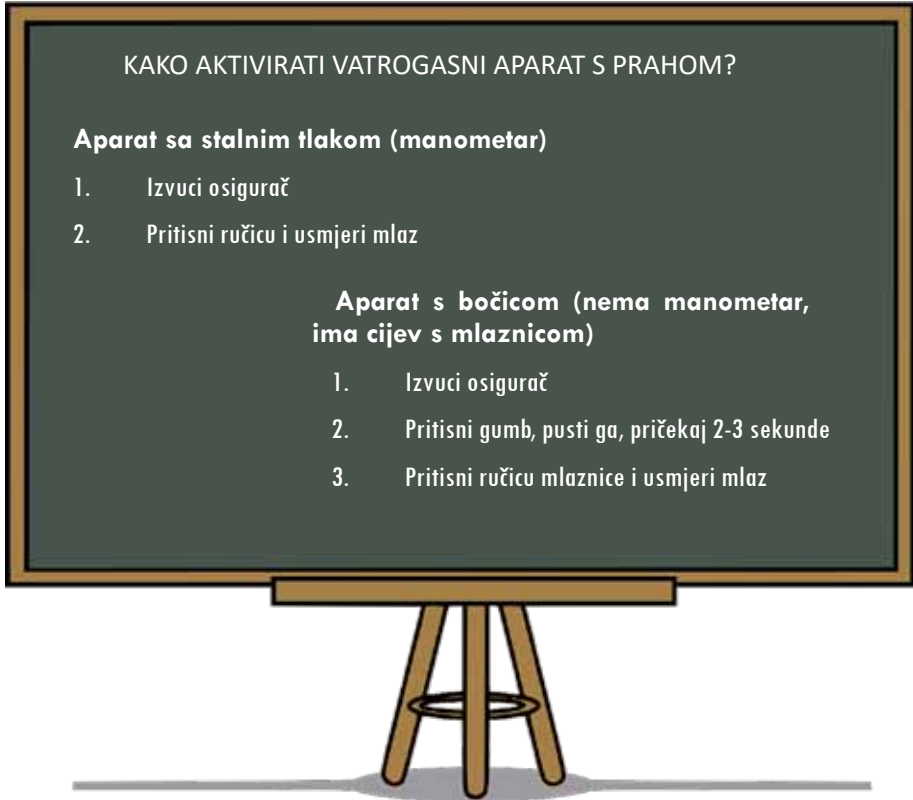 KAKO AKTIVIRATI VATROGASNI APARAT S PRAHOM?
Aparat sa stalnim tlakom (manometar)
1. Izvuci osigurač
2. Pritisni ručicu i usmjeri mlaz
Aparat s bočicom (nema manometar,
ima cijev s mlaznicom)
1. Izvuci osigurač
2. Pritisni gumb, pusti ga, pričekaj 2-3 sekunde
3. Pritisni ručicu mlaznice i usmjeri mlaz